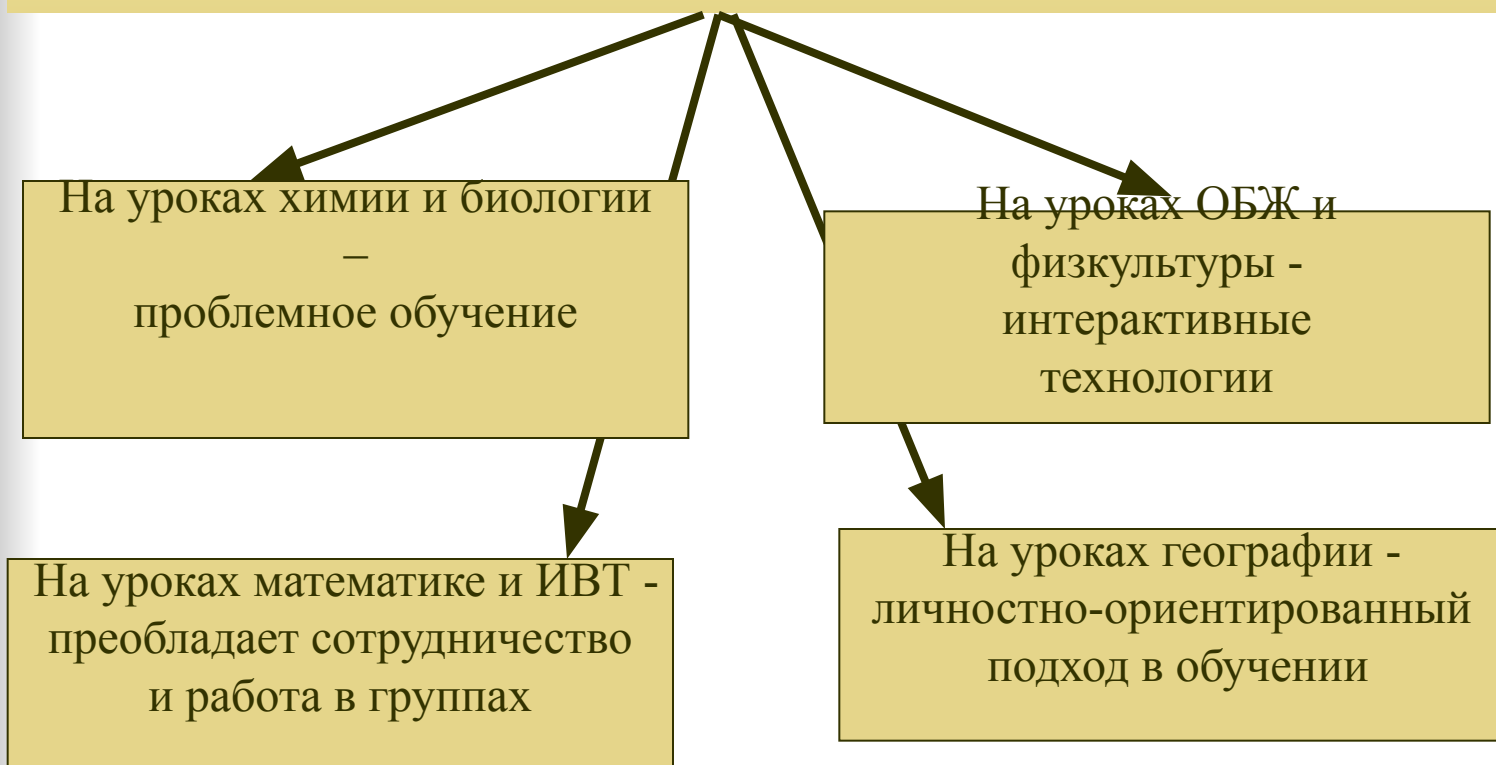 На уроках химии и биологии
–
проблемное обучение
На уроках ОБЖ и
физкультуры -
интерактивные
технологии
На уроках математике и ИВТ -
преобладает сотрудничество
и работа в группах
На уроках географии -
личностно-ориентированный
подход в обучении